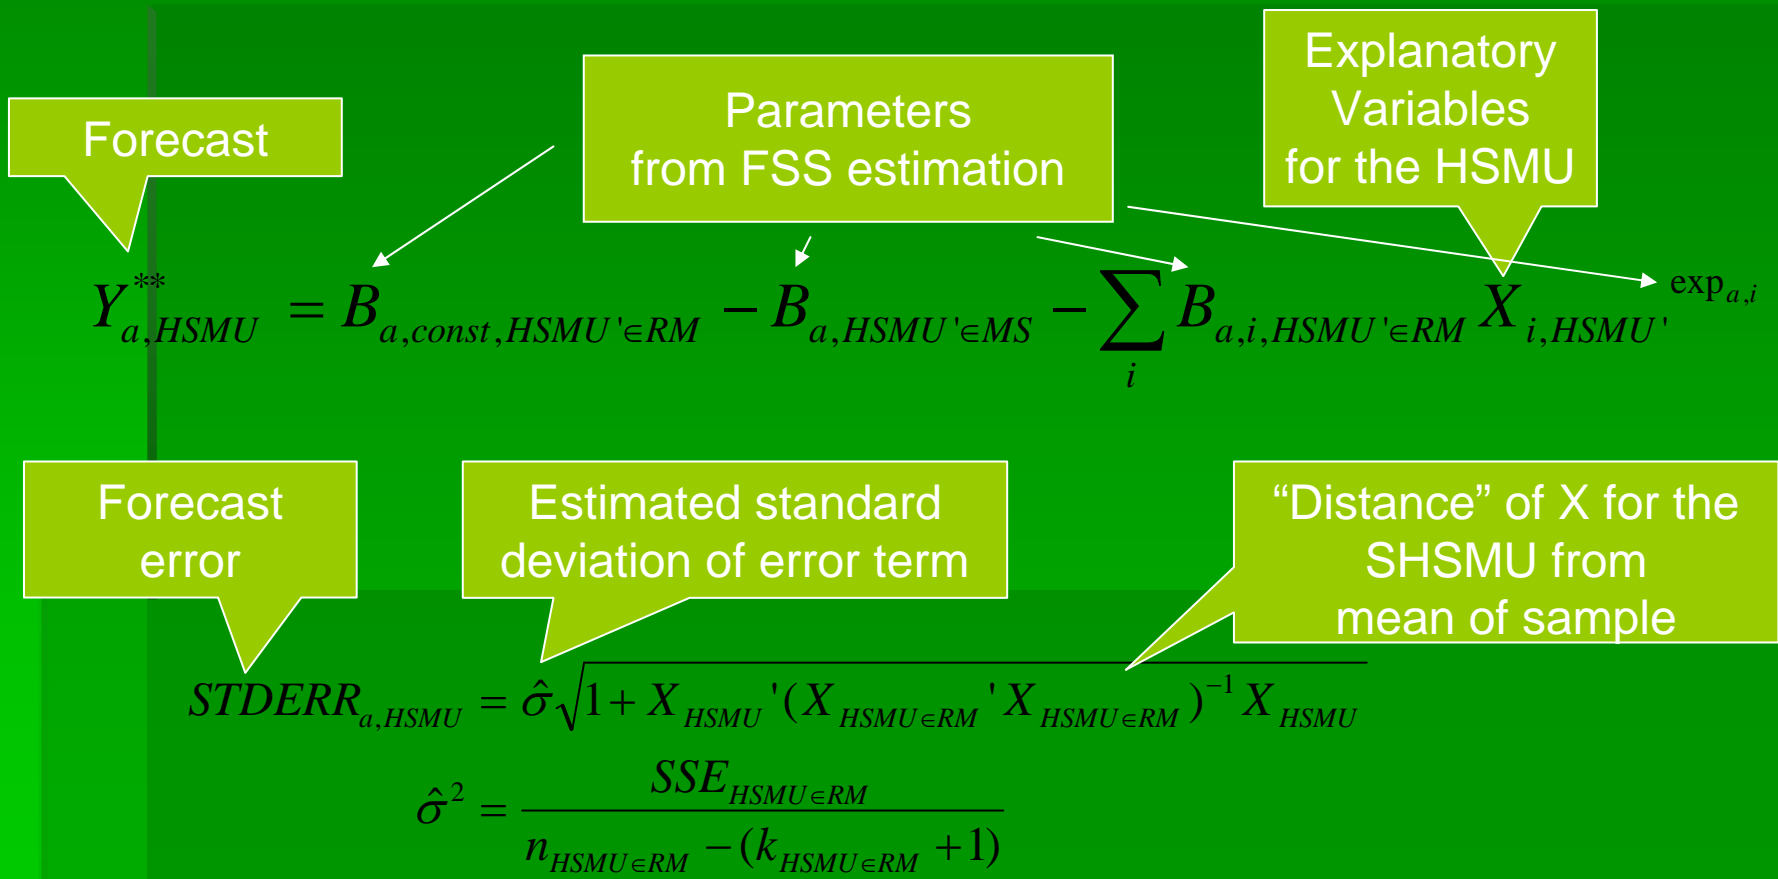 Forecast
Parameters
from FSS estimation
Explanatory
Variables
for the HSMU
Y**a,HSMU = Ba,const,HSMU'∈RM − Ba,HSMU'∈MS − ∑i Ba,i,HSMU'∈RM Xi,HSMU' expa,i
Forecast
error
Estimated standard
deviation of error term
“Distance” of X for the
SHSMU from
mean of sample
STDERRa,HSMU = σ̂√1+ XHSMU'(XHSMU∈RM'XHSMU∈RM)−1 XHSMU
σ̂2 = SSEHSMU∈RM
nHSMU∈RM − (kHSMU∈RM +1)